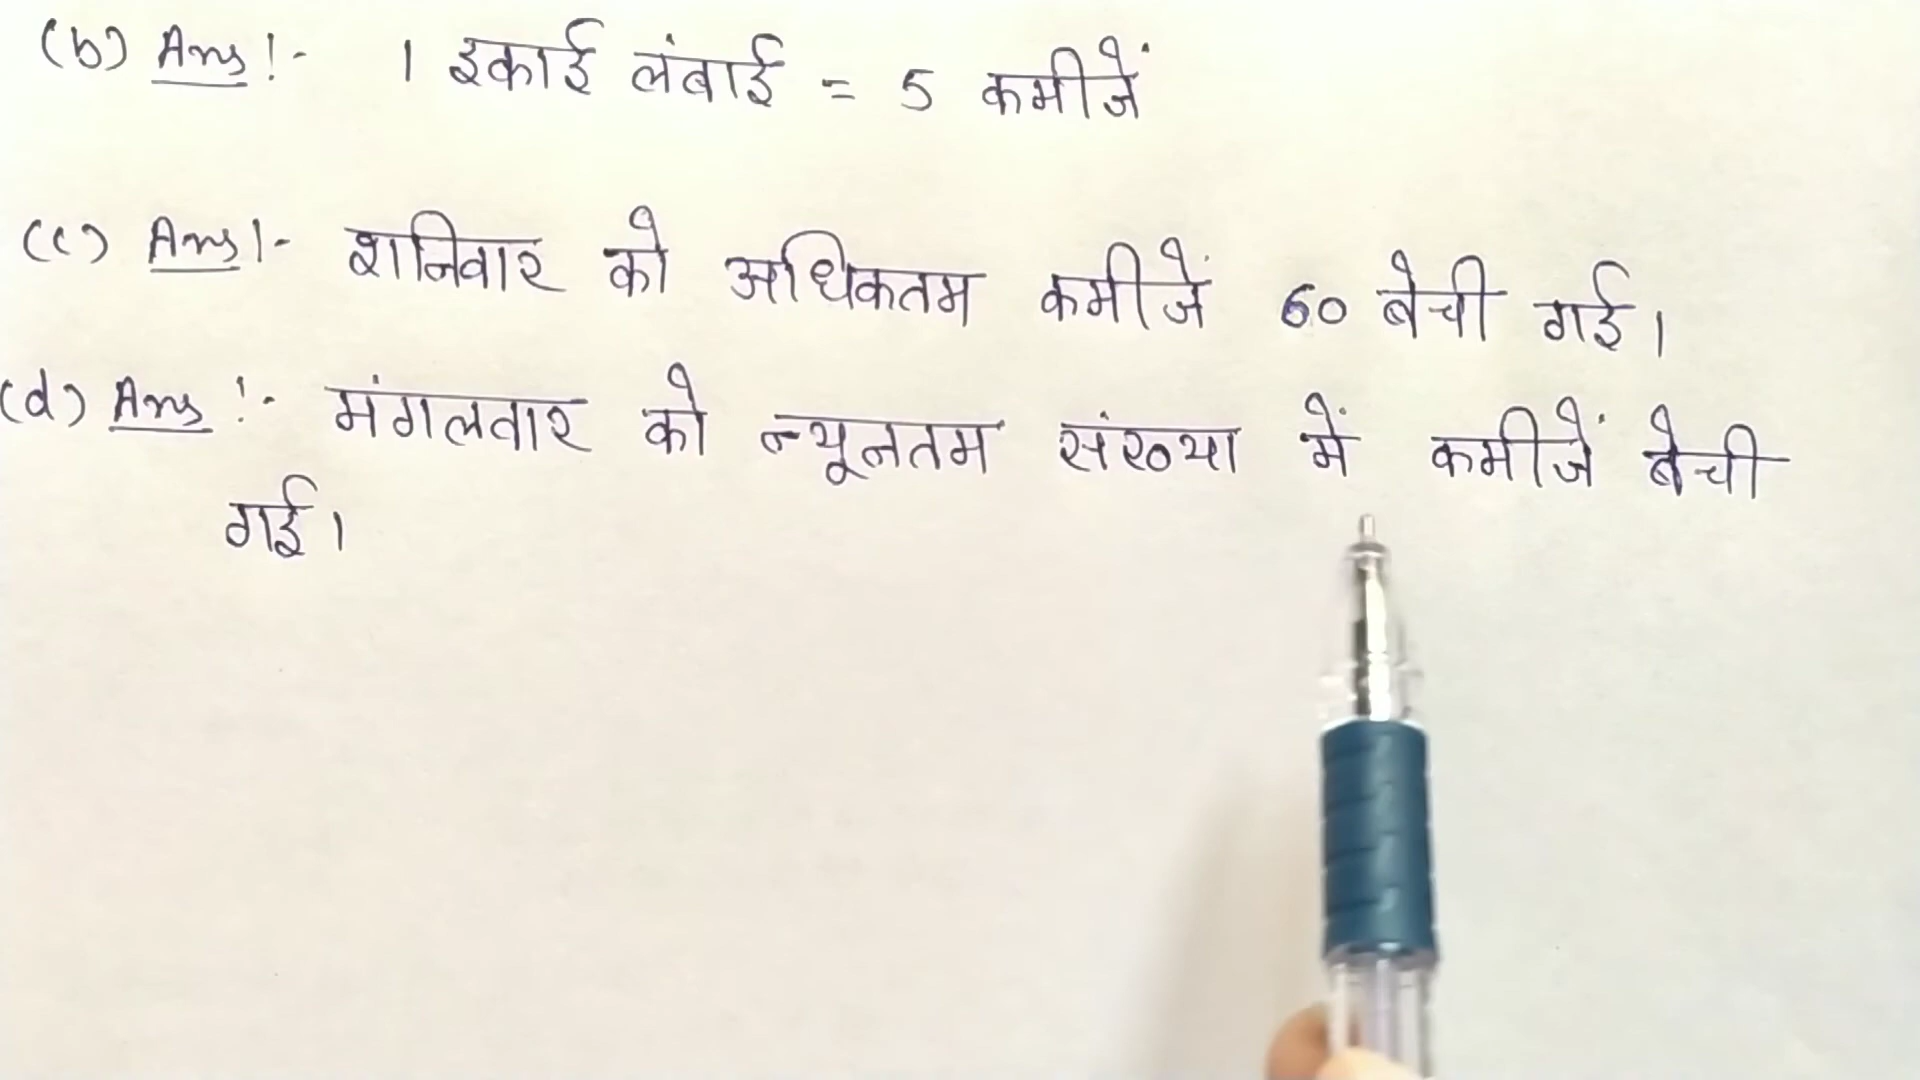 (b) Ans :- 1 इकाई लंबाई = 5 कमीजें
(c) Ans :- शनिवार को अधिकतम कमीजें 60 बेची गई।
(d) Ans :- मंगलवार को न्यूनतम संख्या में कमीजें बेची
गई।